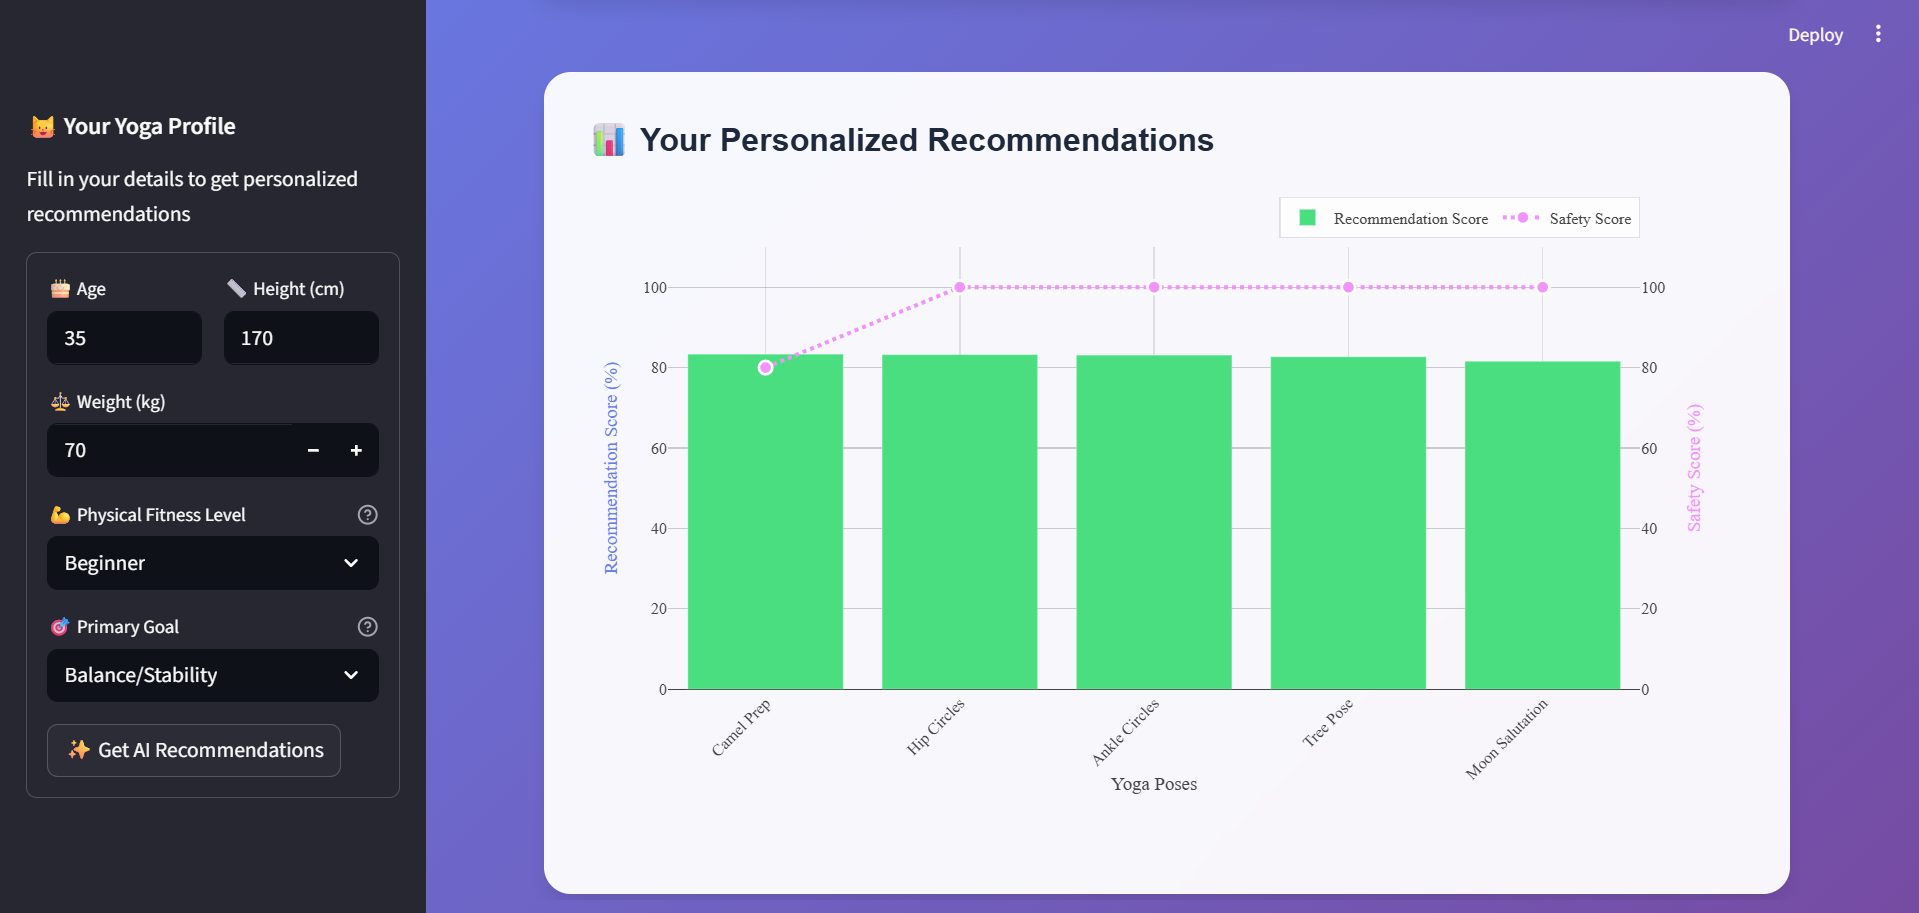 Deploy
Your Yoga Profile
Fill in your details to get personalized
recommendations
Age
Height (cm)
35
170
Weight (kg)
70
Physical Fitness Level
Beginner
Primary Goal
Balance/Stability
Get AI Recommendations
Your Personalized Recommendations
Recommendation Score
Safety Score
100
80
60
40
20
0
Recommendation Score (%)
100
80
60
40
20
0
Safety Score (%)
Camel Prep
Hip Circles
Ankle Circles
Tree Pose
Moon Salutation
Yoga Poses